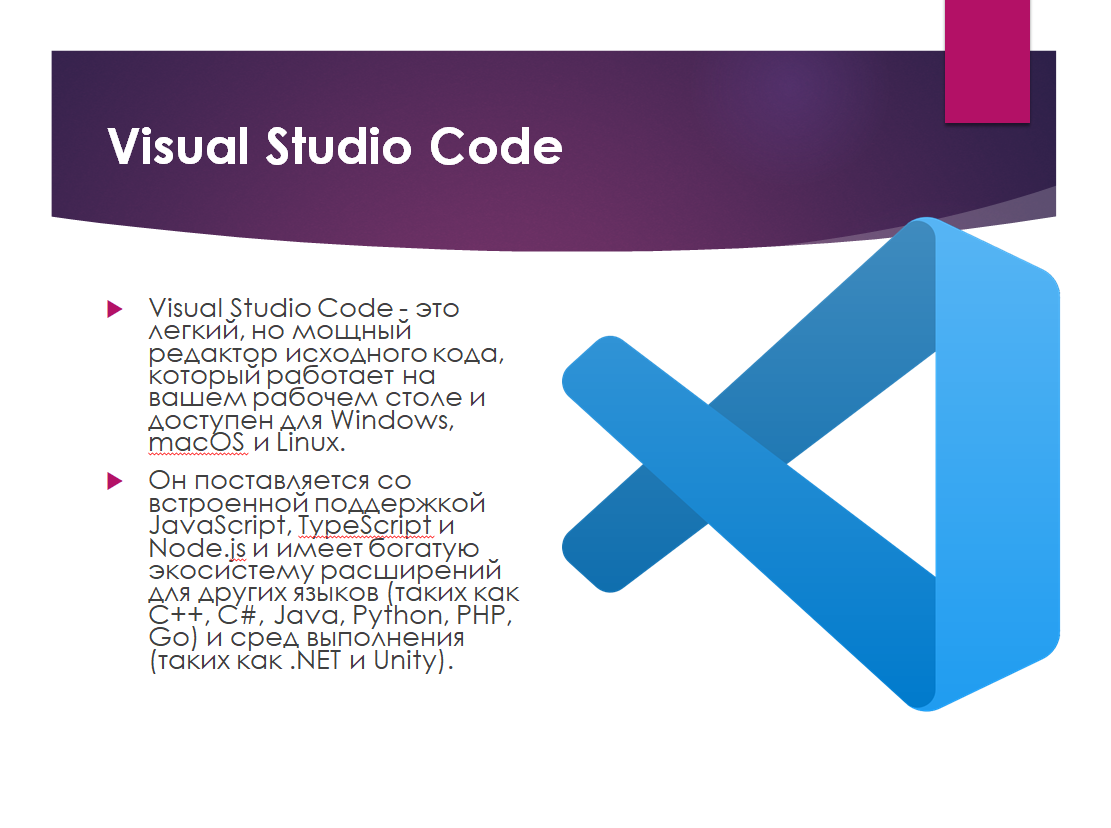 Visual Studio Code
Visual Studio Code - это
легкий, но мощный
редактор исходного кода,
который работает на
вашем рабочем столе и
доступен для Windows,
macOS и Linux.
Он поставляется со
встроенной поддержкой
JavaScript, TypeScript и
Node.js и имеет богатую
экосистему расширений
для других языков (таких как
C++, C#, Java, Python, PHP,
Go) и сред выполнения
(таких как .NET и Unity).